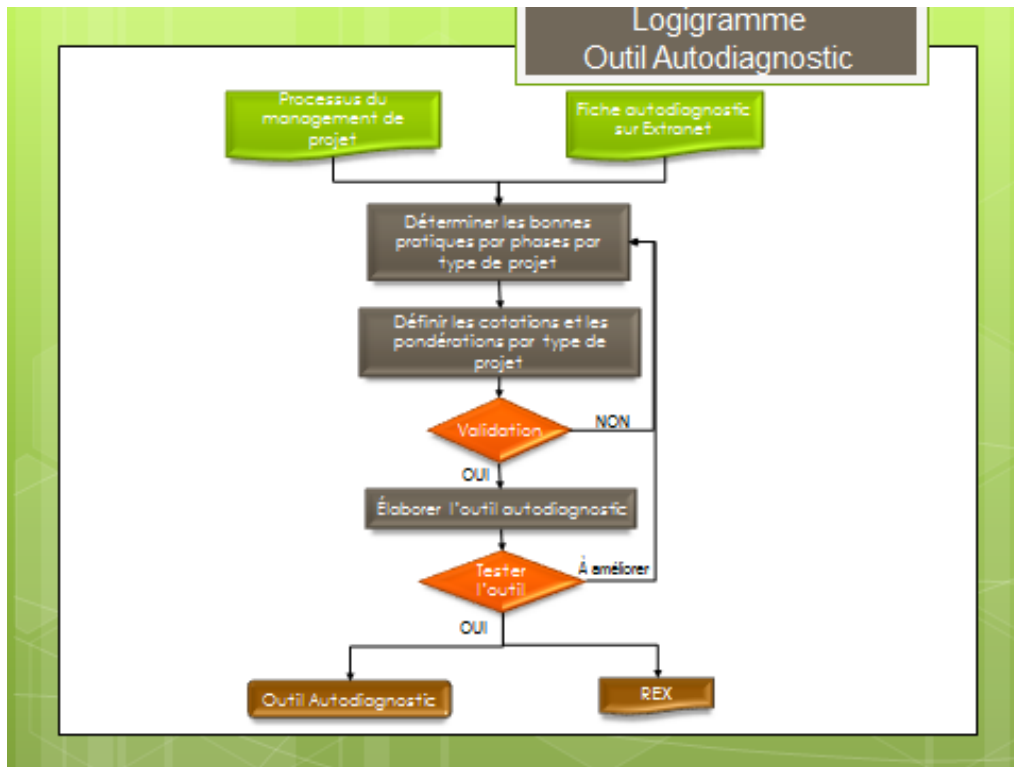 Logigramme
Outil Autodiagnostic
Processus du
management de
projet
Fiche autodiagnostic
sur Extranet
Déterminer les bonnes
pratiques par phases par
type de projet
Définir les cotations et les
pondérations par type de
projet
Validation
NON
OUI
Élaborer l'outil autodiagnostic
Tester
l'outil
À améliorer
OUI
Outil Autodiagnostic
REX